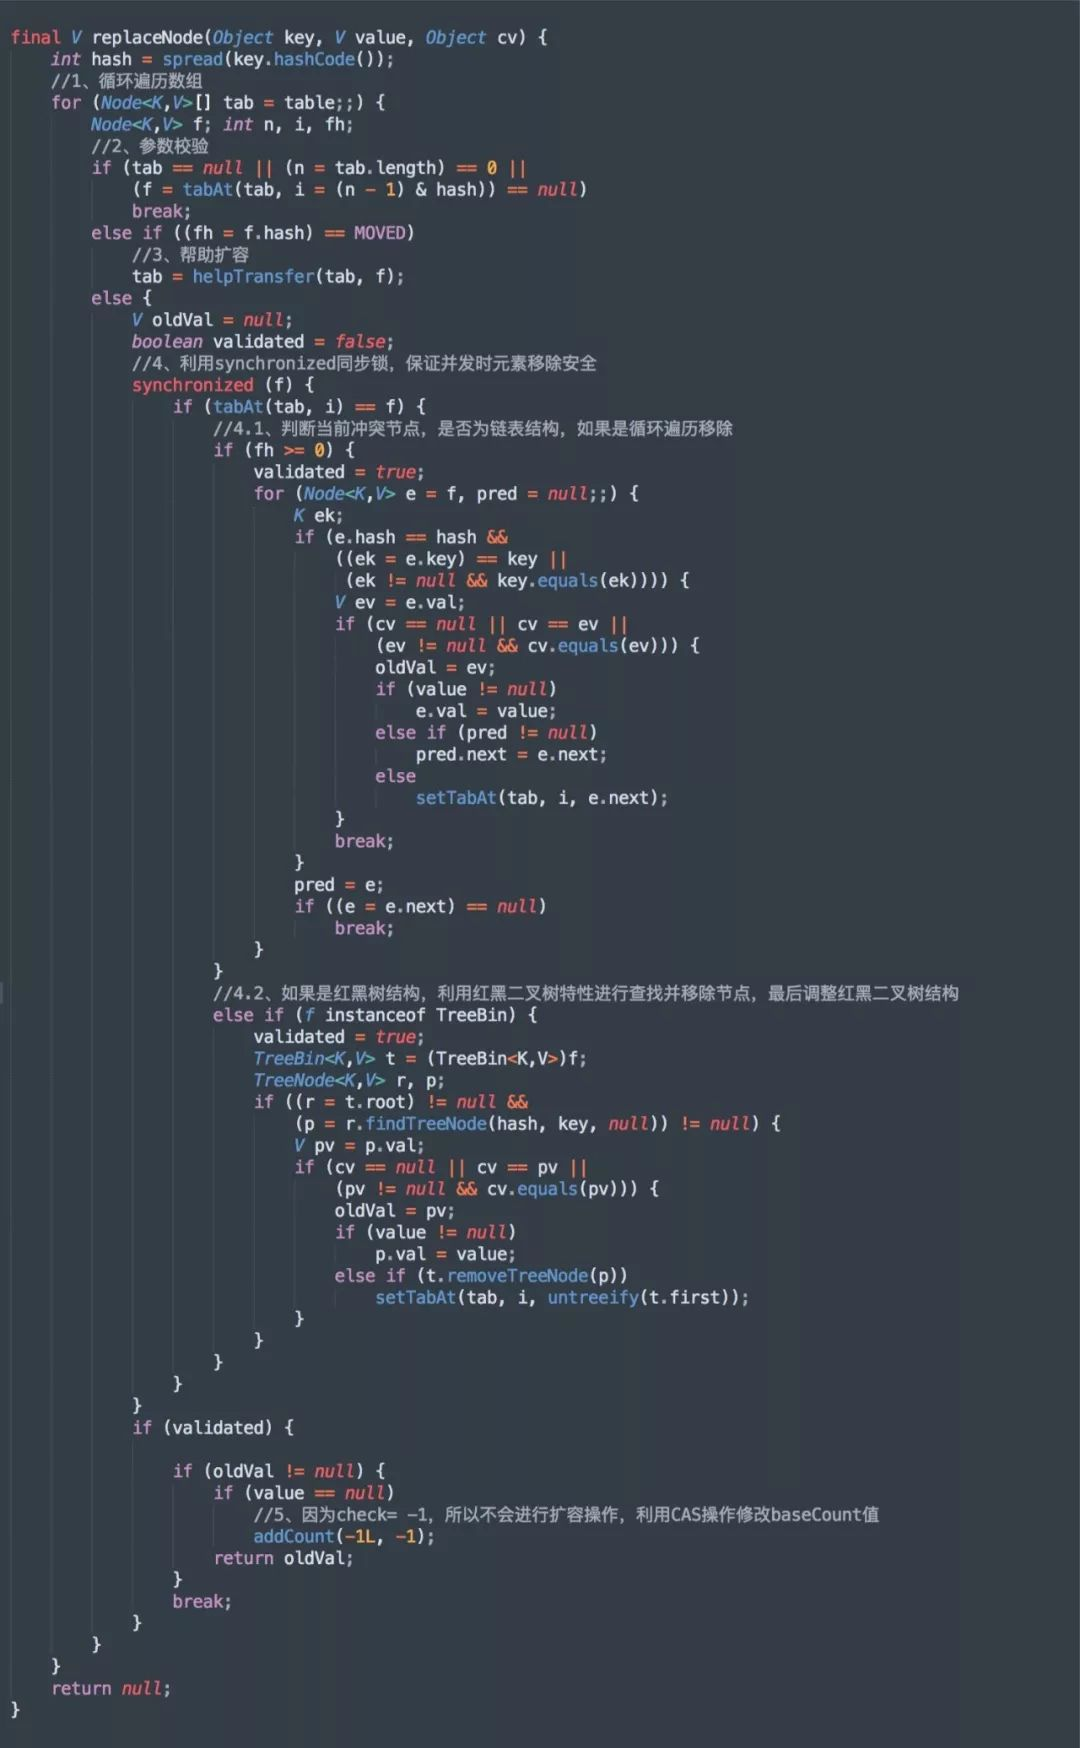 final V replaceNode(Object key, V value, Object cv) {
    int hash = spread(key.hashCode());
    //1、循环遍历数组
    for (Node<K,V>[] tab = table;;) {
        Node<K,V> f; int n, i, fh;
        //2、参数校验
        if (tab == null || (n = tab.length) == 0 ||
            (f = tabAt(tab, i = (n - 1) & hash)) == null)
            break;
        else if ((fh = f.hash) == MOVED)
            //3、帮助扩容
            tab = helpTransfer(tab, f);
        else {
            V oldVal = null;
            boolean validated = false;
            //4、利用synchronized同步锁，保证并发时元素移除安全
            synchronized (f) {
                if (tabAt(tab, i) == f) {
                    //4.1、判断当前冲突节点，是否为链表结构，如果是循环遍历移除
                    if (fh >= 0) {
                        validated = true;
                        for (Node<K,V> e = f, pred = null;;) {
                            K ek;
                            if (e.hash == hash &&
                                ((ek = e.key) == key ||
                                 (ek != null && key.equals(ek)))) {
                                V ev = e.val;
                                if (cv == null || cv == ev ||
                                    (ev != null && cv.equals(ev))) {
                                    oldVal = ev;
                                    if (value != null)
                                        e.val = value;
                                    else if (pred != null)
                                        pred.next = e.next;
                                    else
                                        setTabAt(tab, i, e.next);
                                }
                                break;
                            }
                            pred = e;
                            if ((e = e.next) == null)
                                break;
                        }
                    }
                    //4.2、如果是红黑树结构，利用红黑二叉树特性进行查找并移除节点，最后调整红黑二叉树结构
                    else if (f instanceof TreeBin) {
                        validated = true;
                        TreeBin<K,V> t = (TreeBin<K,V>)f;
                        TreeNode<K,V> r, p;
                        if ((r = t.root) != null &&
                            (p = r.findTreeNode(hash, key, null)) != null) {
                            V pv = p.val;
                            if (cv == null || cv == pv ||
                                (pv != null && cv.equals(pv))) {
                                oldVal = pv;
                                if (value != null)
                                    p.val = value;
                                else if (t.removeTreeNode(p))
                                    setTabAt(tab, i, untreeify(t.first));
                            }
                        }
                    }
                }
            }
            if (validated) {

                if (oldVal != null) {
                    if (value == null)
                        //5、因为check= -1，所以不会进行扩容操作，利用CAS操作修改baseCount值
                        addCount(-1L, -1);
                    return oldVal;
                }
                break;
            }
        }
    }
    return null;
}